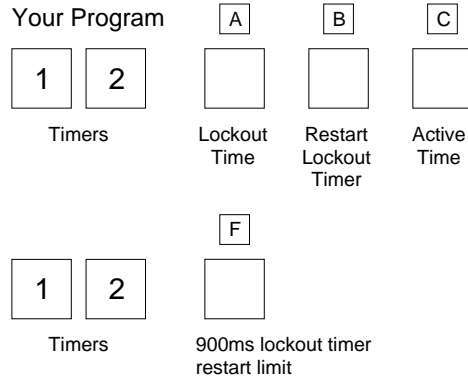 Your Program A B C
1 2
Timers Lockout Restart Active
Time Lockout Time
Timer
F
1 2
Timers 900ms lockout timer
restart limit